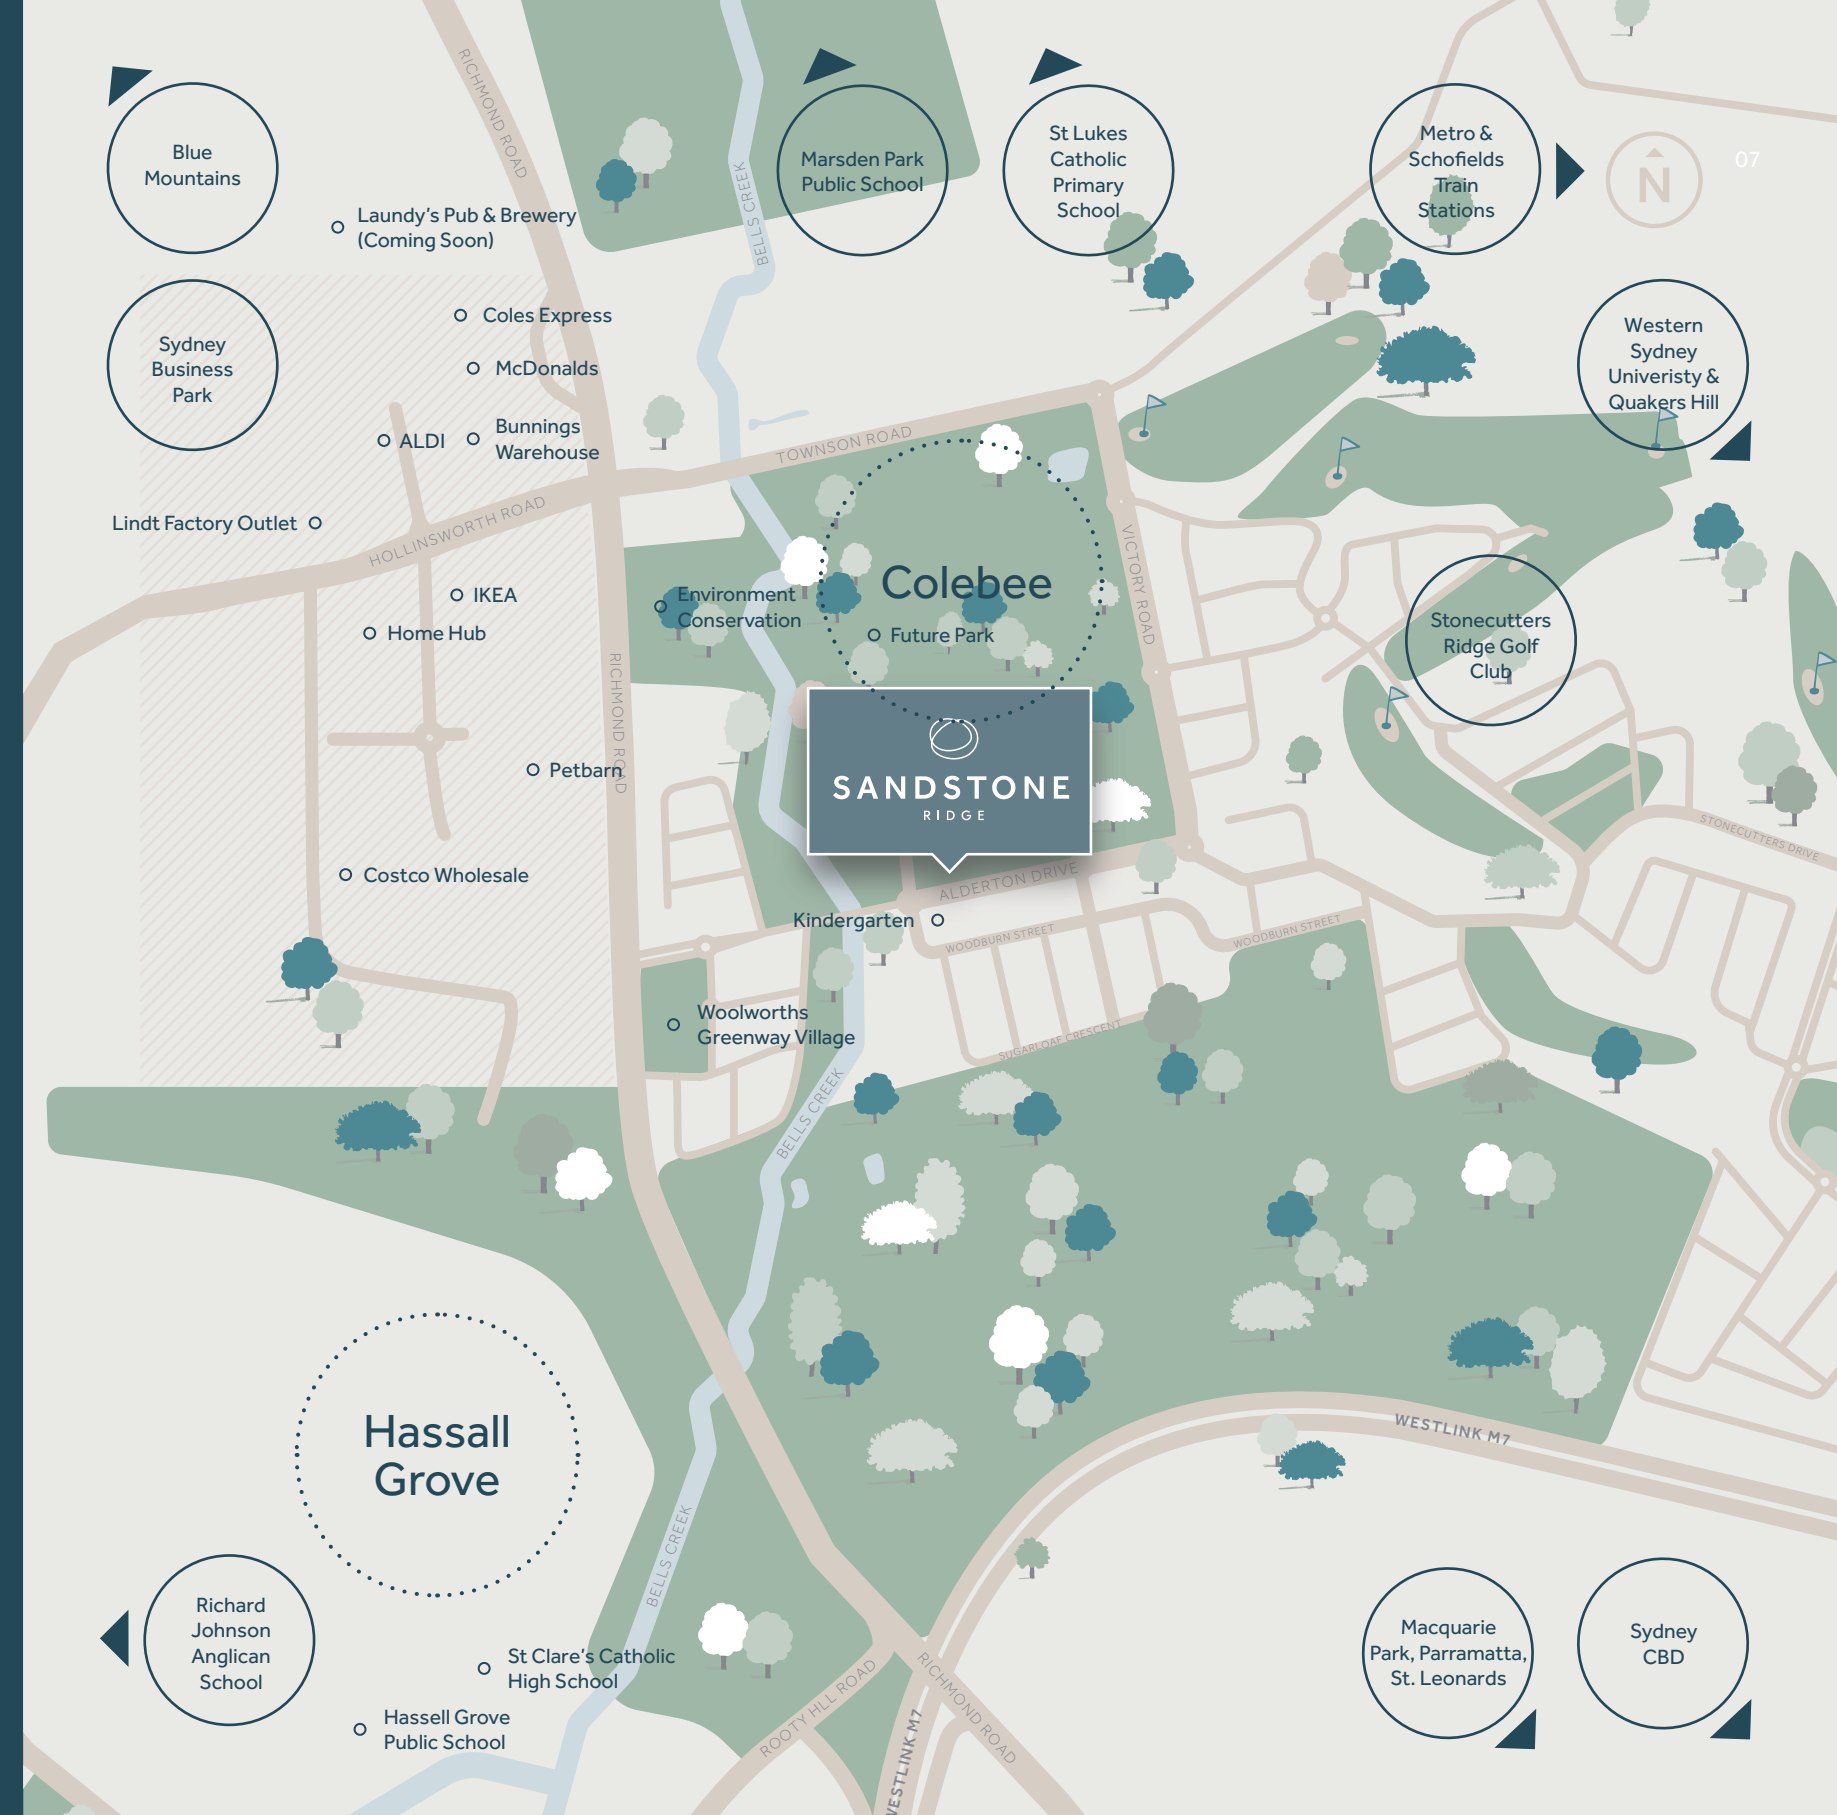 RICHMOND ROAD
BELLS CREEK
Blue
Mountains
Marsden Park
Public School
St Lukes
Catholic
Primary
School
Metro &
Schofields
Train
Stations
N
07
Laundy's Pub & Brewery
(Coming Soon)
Sydney
Business
Park
Coles Express
McDonalds
ALDI
Bunnings
Warehouse
Western
Sydney
Univeristy &
Quakers Hill
TOWNSON ROAD
Lindt Factory Outlet
HOLLINSWORTH ROAD
VICTORY ROAD
IKEA
Home Hub
Environment
Conservation
Colebee
Future Park
Stonecutters
Ridge Golf
Club
RICHMOND ROAD
Petbarn
SANDSTONE
RIDGE
STONECUTTERS DRIVE
Costco Wholesale
ALDERTON DRIVE
Kindergarten
WOODBURN STREET
WOODBURN STREET
Woolworths
Greenway Village
SUGARLOAF CRESCENT
BELLS CREEK
Hassall
Grove
WESTLINK M7
BELLS CREEK
Richard
Johnson
Anglican
School
St Clare's Catholic
High School
Hassell Grove
Public School
ROOTY HLL ROAD
RICHMOND ROAD
WESTLINK M7
Macquarie
Park, Parramatta,
St. Leonards
Sydney
CBD